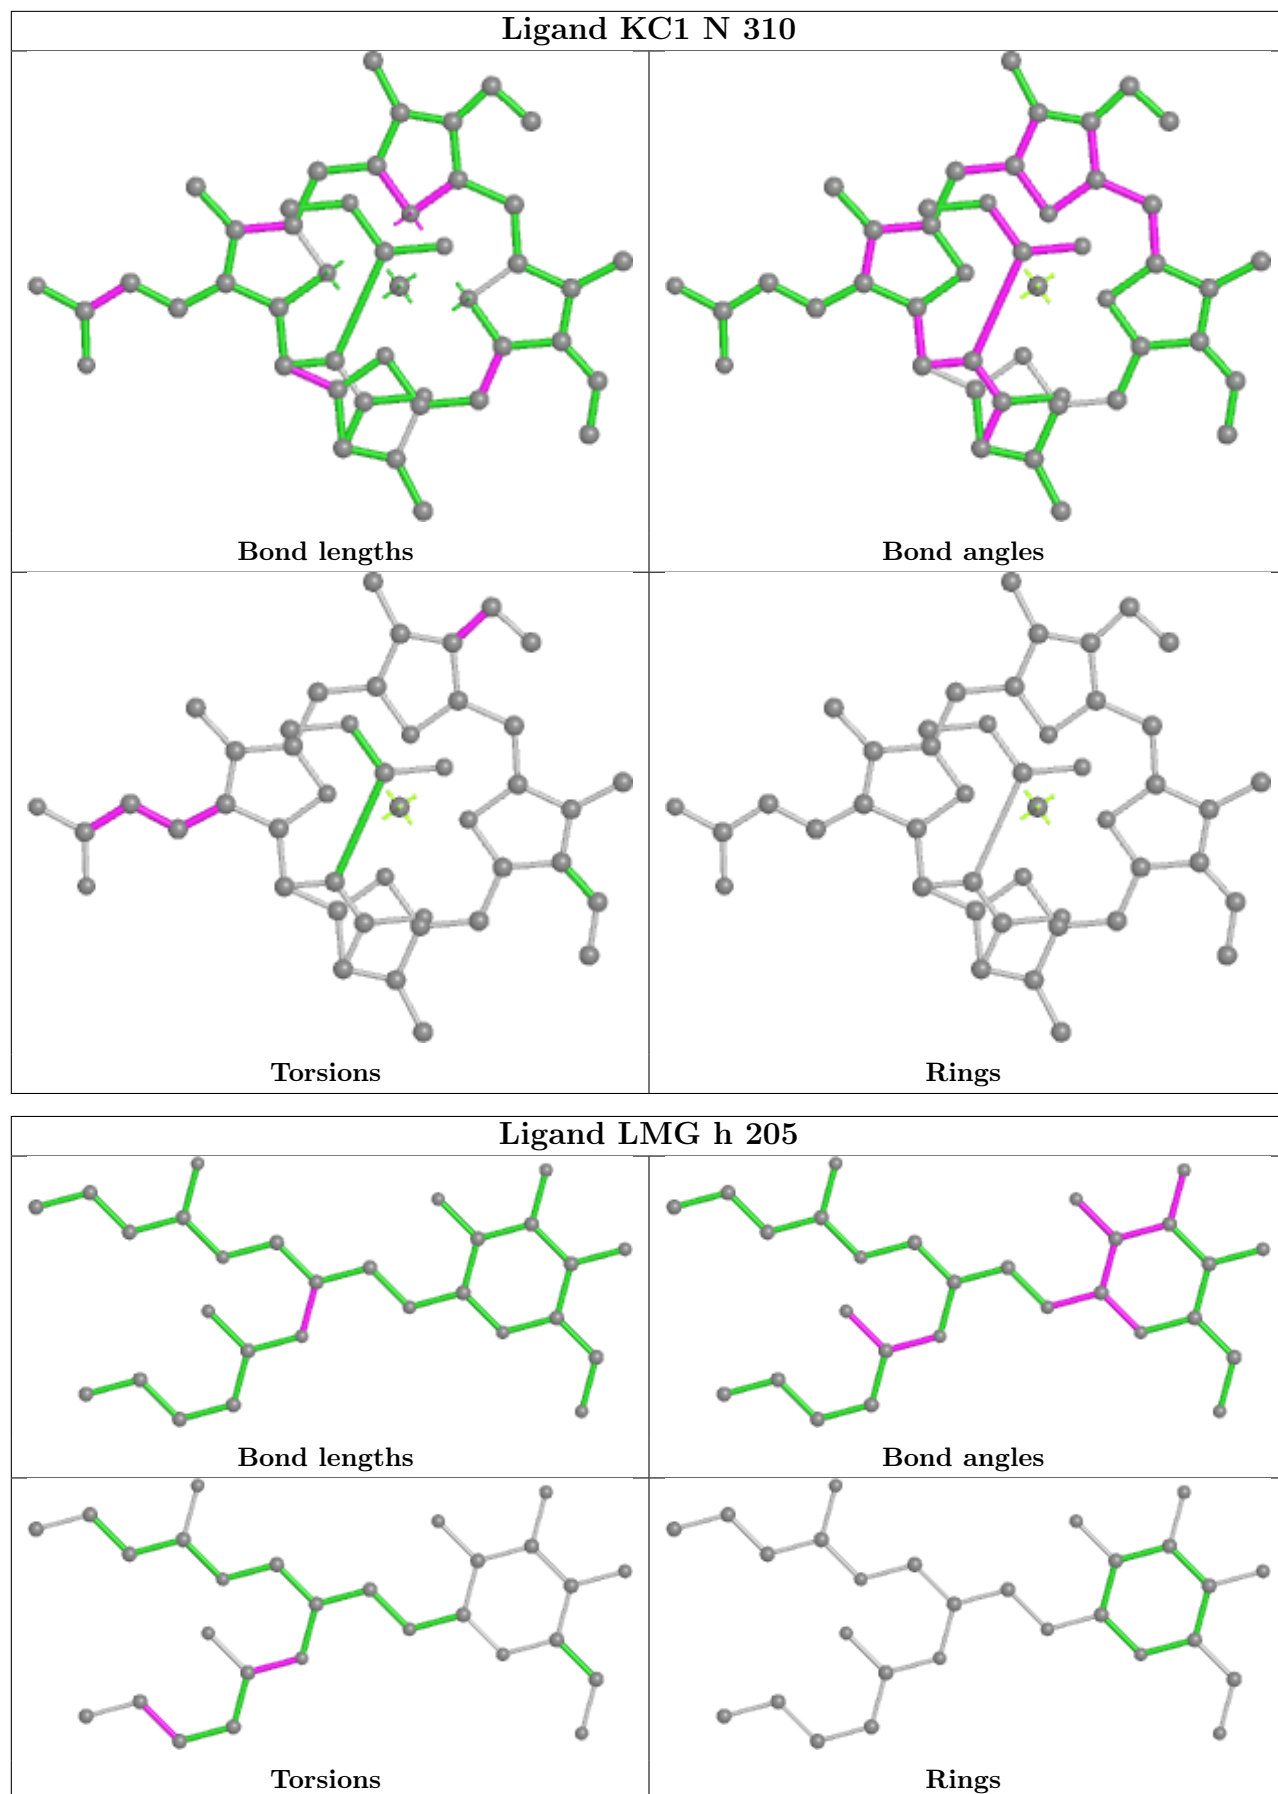 Ligand KC1 N 310
Bond lengths
Bond angles
Torsions
Rings
Ligand LMG h 205
Bond lengths
Bond angles
Torsions
Rings